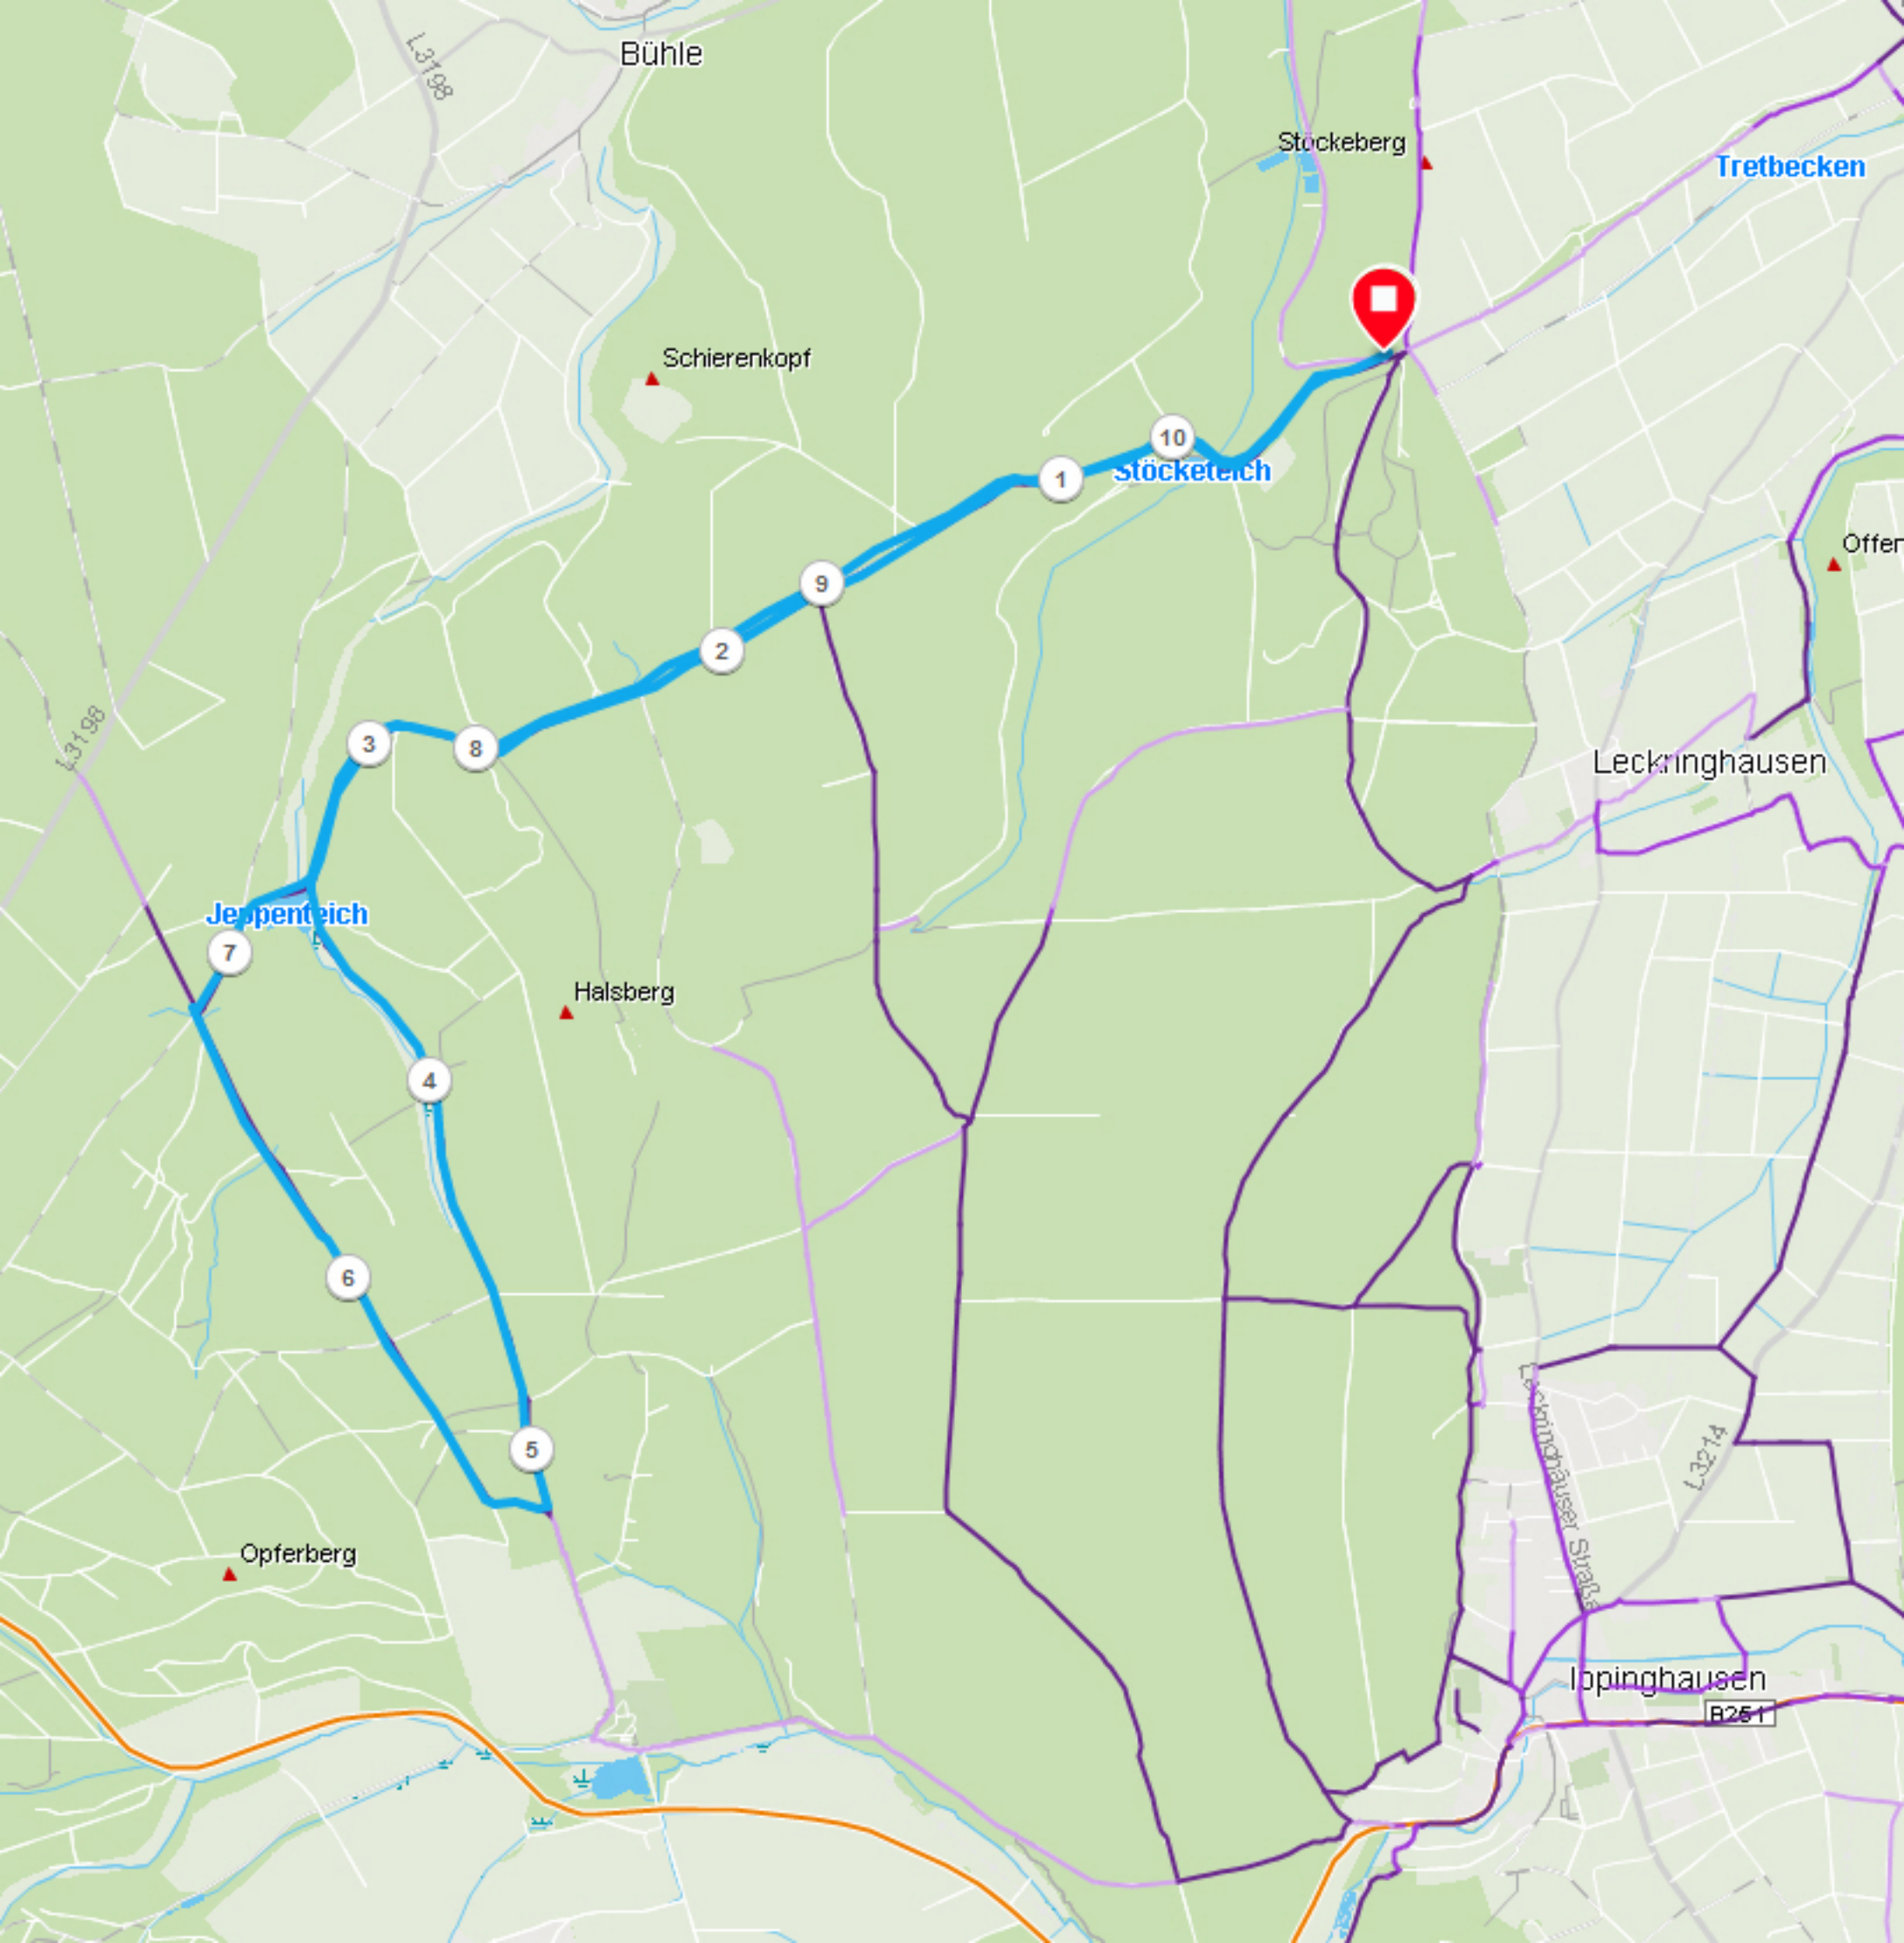 Bühle
L3198
Stöckeberg
Tretbecken
Schierenkopf
10
1
Stöcketeich
Offen
9
2
3
8
L3198
Leckringhausen
Jeppenteich
7
Halsberg
4
6
5
Leckringhäuser Straße
L3214
Opferberg
Ippinghausen
B251